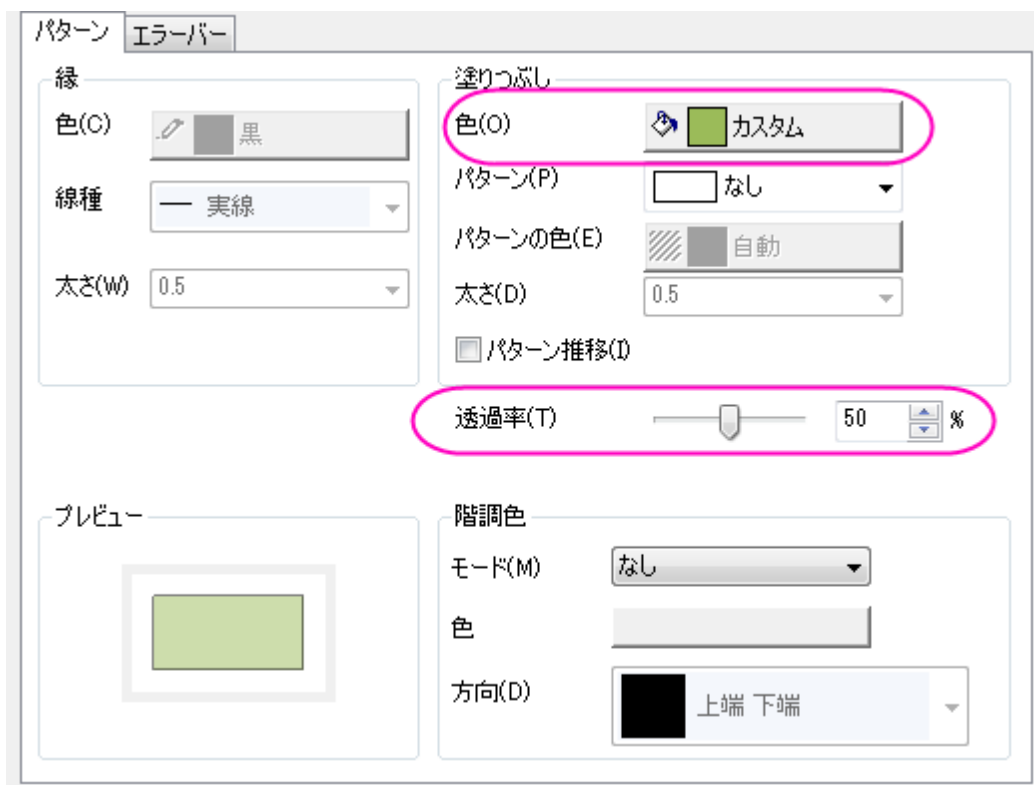 パターン エラーバー
縁
色(C) 黒
線種 実線
太さ(W) 0.5
塗りつぶし
色(O) カスタム
パターン(P) なし
パターンの色(E) 自動
太さ(D) 0.5
パターン推移(I)
透過率(T) 50 %
プレビュー
階調色
モード(M) なし
色
方向(D) 上端 下端